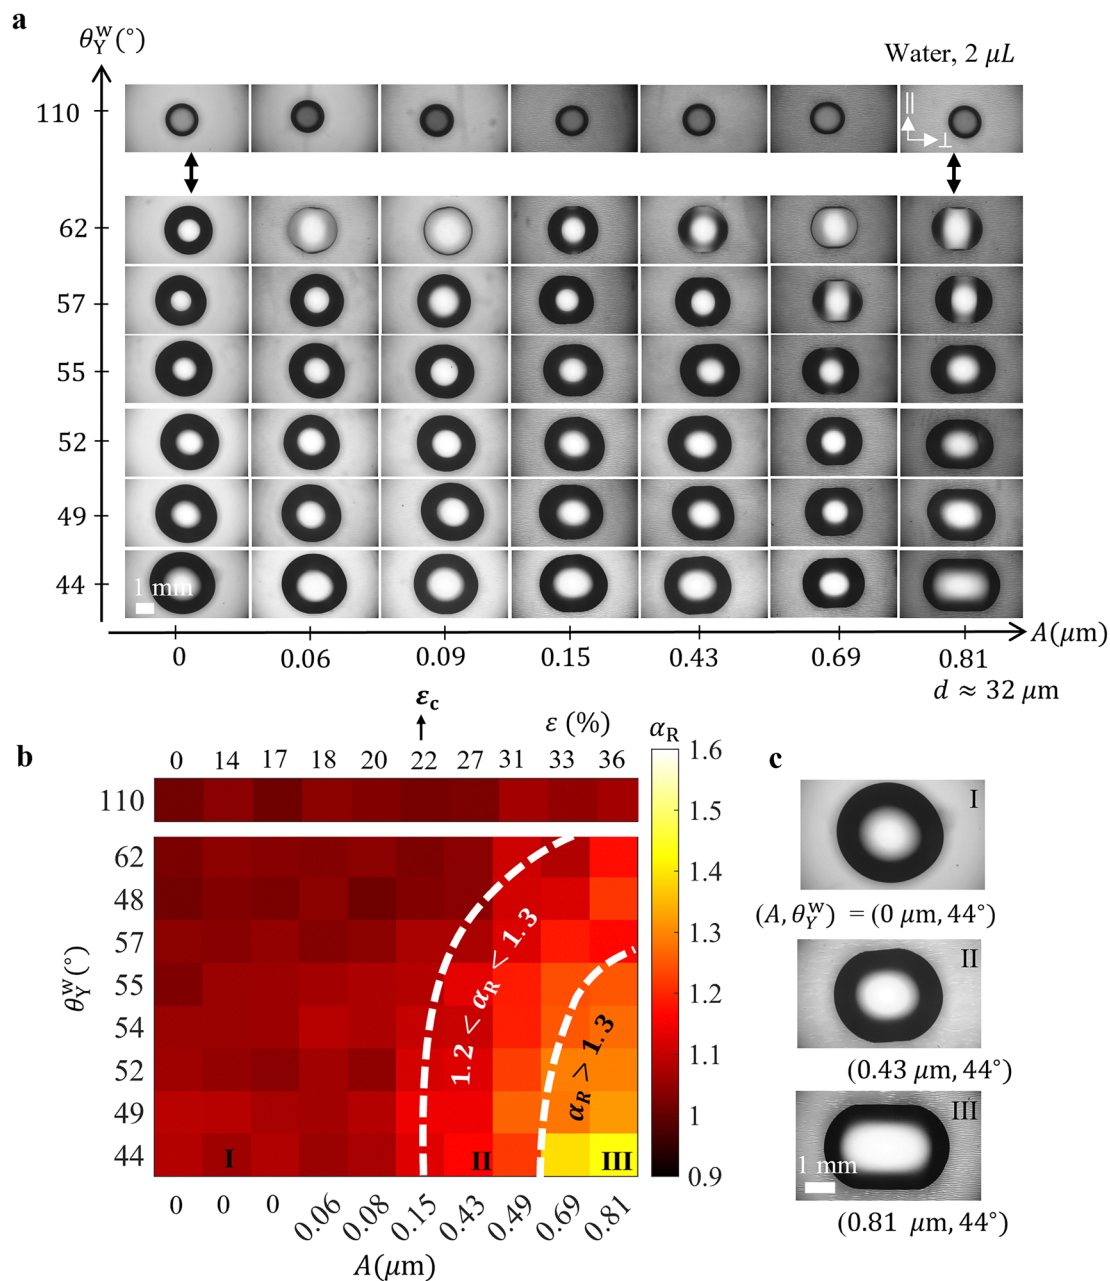 a
θ_Y^W(°)
Water, 2 μL
110
||
⊥
62
57
55
52
49
44
1 mm
A(μm)
0 0.06 0.09 0.15 0.43 0.69 0.81
d ≈ 32 μm
ε_c
b
ε (%)
α_R
c
0 14 17 18 20 22 27 31 33 36
110
62
48
57
55
54
52
49
44
θ_Y^W(°)
1.2 < α_R < 1.3
α_R > 1.3
I II III
0 0 0 0.06 0.08 0.15 0.43 0.49 0.69 0.81
A(μm)
1.6
1.5
1.4
1.3
1.2
1.1
1
0.9
I
(A, θ_Y^W) = (0 μm, 44°)
II
(0.43 μm, 44°)
III
1 mm
(0.81 μm, 44°)